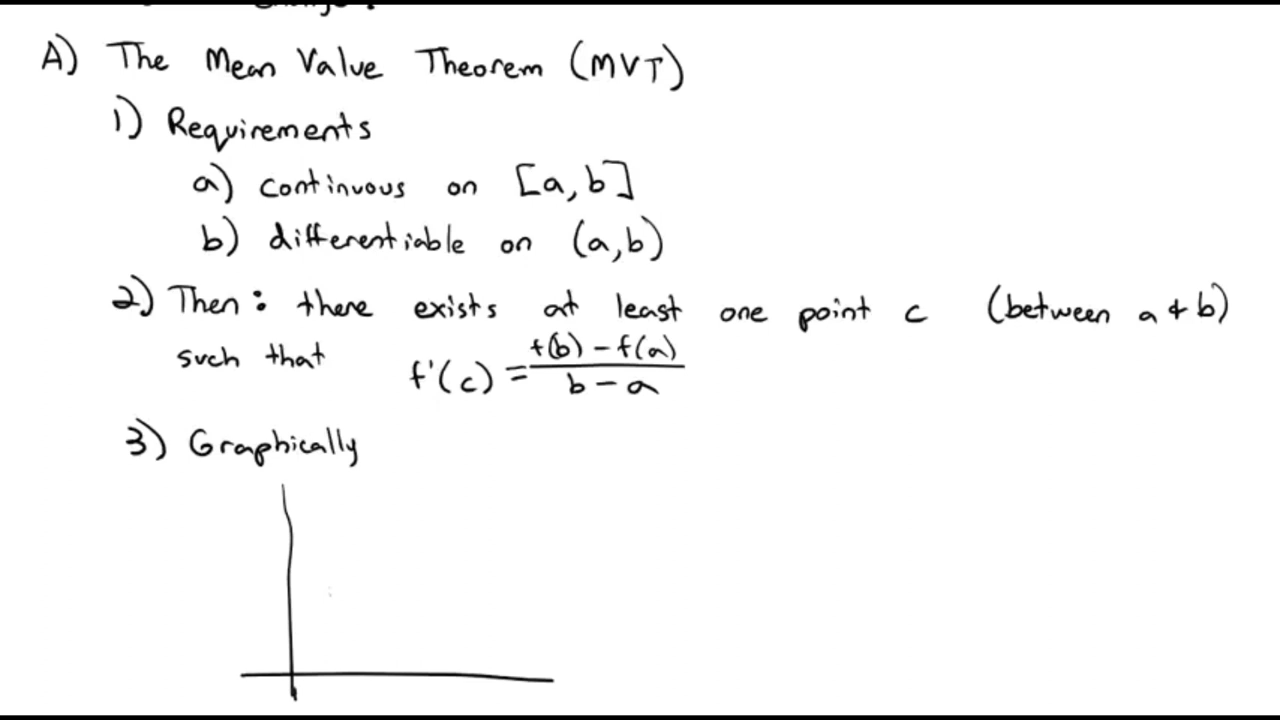 A) The Mean Value Theorem (MVT)
1) Requirements
a) continuous on [a,b]
b) differentiable on (a,b)
2) Then: there exists at least one point c (between a & b)
such that f'(c) = f(b) - f(a) / b - a
3) Graphically